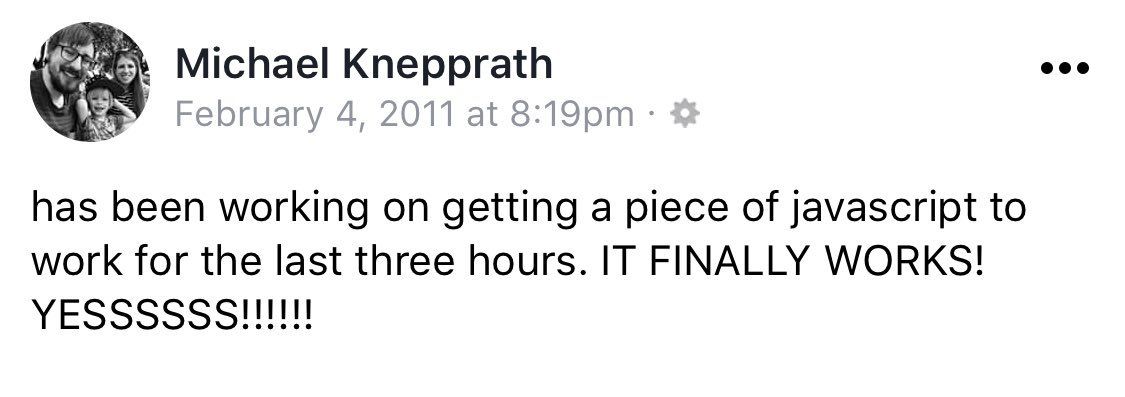 Michael Knepprath
February 4, 2011 at 8:19pm ·
has been working on getting a piece of javascript to
work for the last three hours. IT FINALLY WORKS!
YESSSSSS!!!!!!